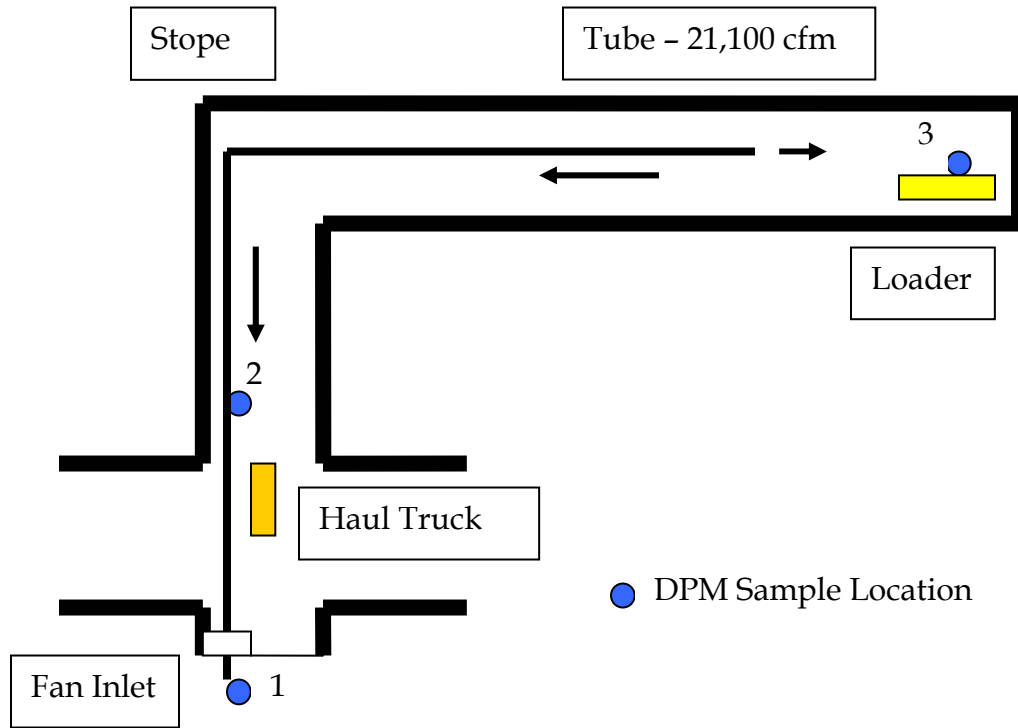 Stope
Tube – 21,100 cfm
3
Loader
2
Haul Truck
DPM Sample Location
Fan Inlet
1